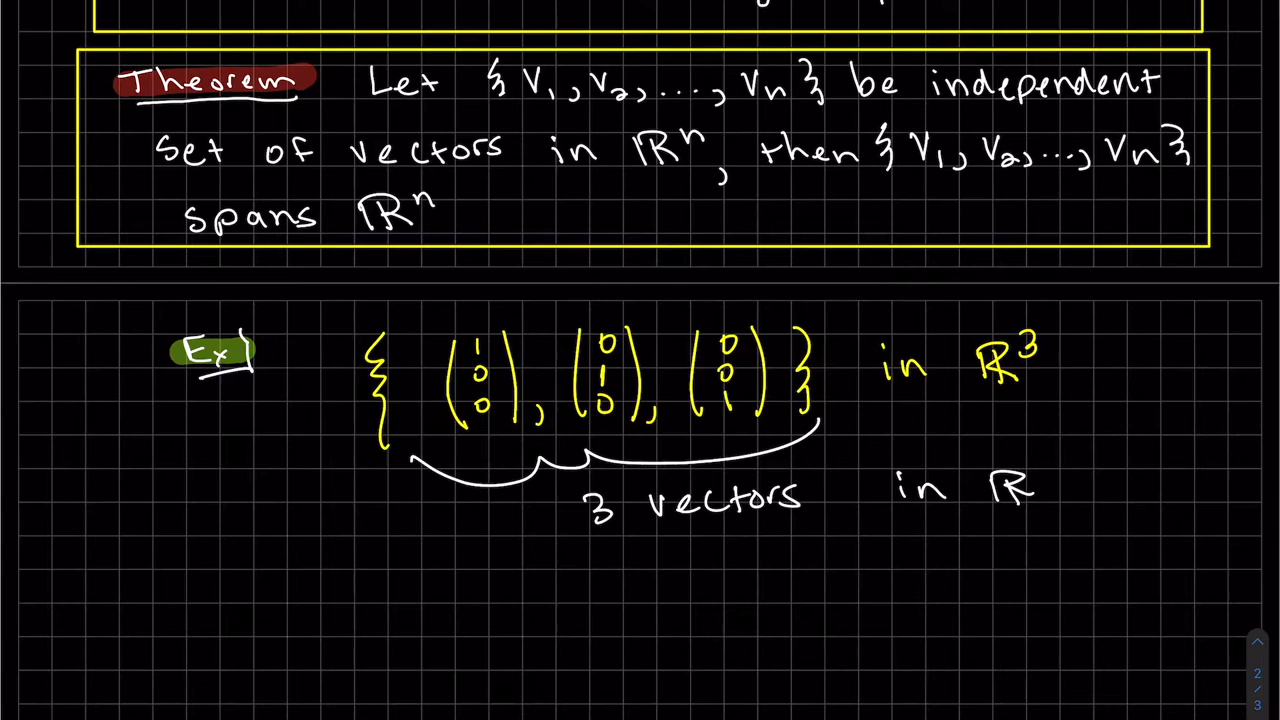 Theorem Let { v1, v2, ..., vn } be independent
set of vectors in ℝⁿ, then { v1, v2, ..., vn }
spans ℝⁿ
Ex { (1 0 0), (0 1 0), (0 0 1) } in ℝ³
3 vectors in ℝ
2
/
3